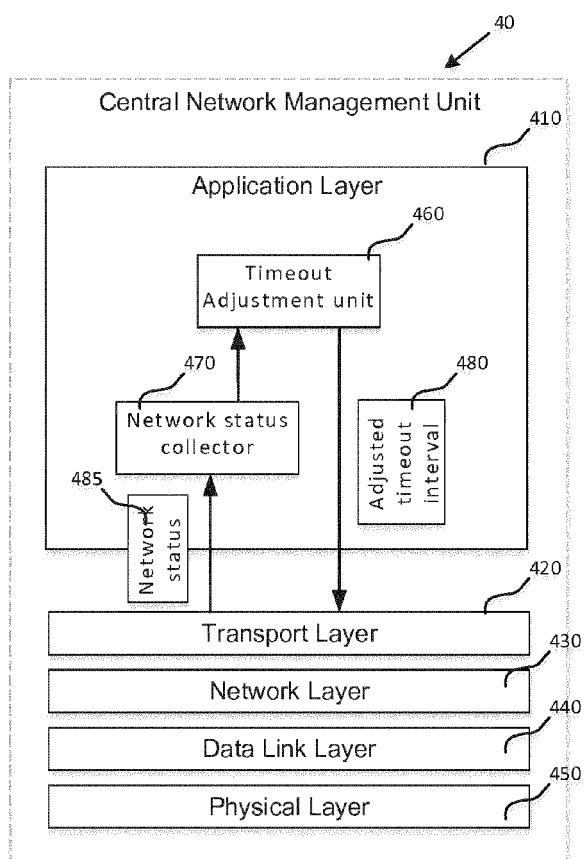 40
Central Network Management Unit
410
Application Layer
460
Timeout
Adjustment unit
470
480
Network status
collector
Adjusted
timeout
interval
485
Network
status
420
Transport Layer
430
Network Layer
440
Data Link Layer
450
Physical Layer